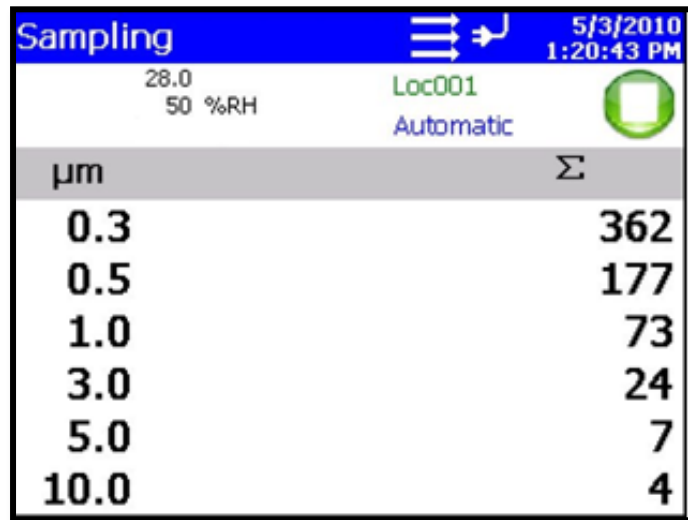 Sampling
5/3/2010
1:20:43 PM
28.0
50 %RH
Loc001
Automatic
µm Σ
0.3 362
0.5 177
1.0 73
3.0 24
5.0 7
10.0 4